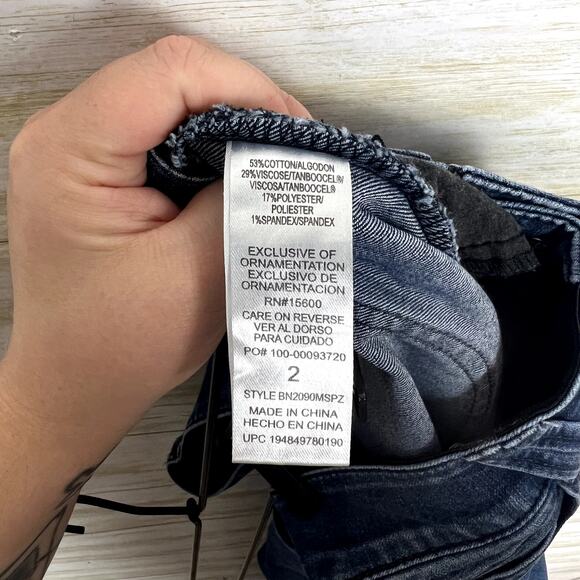 53%COTTON/ALGODON
29%VISCOSE/TANBOOCEL®/
VISCOSA/TANBOOCEL®
17%POLYESTER/
POLIESTER
1%SPANDEX/SPANDEX
EXCLUSIVE OF
ORNAMENTATION
EXCLUSIVO DE
ORNAMENTACION
RN#15600
CARE ON REVERSE
VER AL DORSO
PARA CUIDADO
PO# 100-00093720
2
STYLE BN2090MSPZ
MADE IN CHINA
HECHO EN CHINA
UPC 194849780190